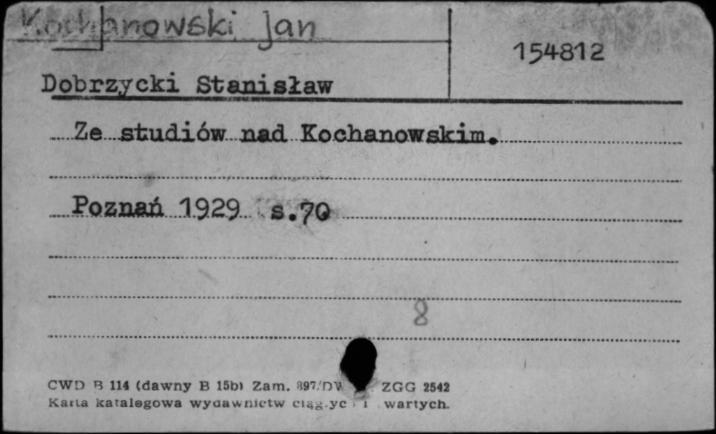 Kochanowski Jan
154812
Dobrzycki Stanisław
Ze studiów nad Kochanowskim.
Poznań 1929 s.70
8
CWD B 114 (dawny B 15b) Zam. 897/DW ZGG 2542
Karta katalogowa wydawnictw ciągłyc i wartych.